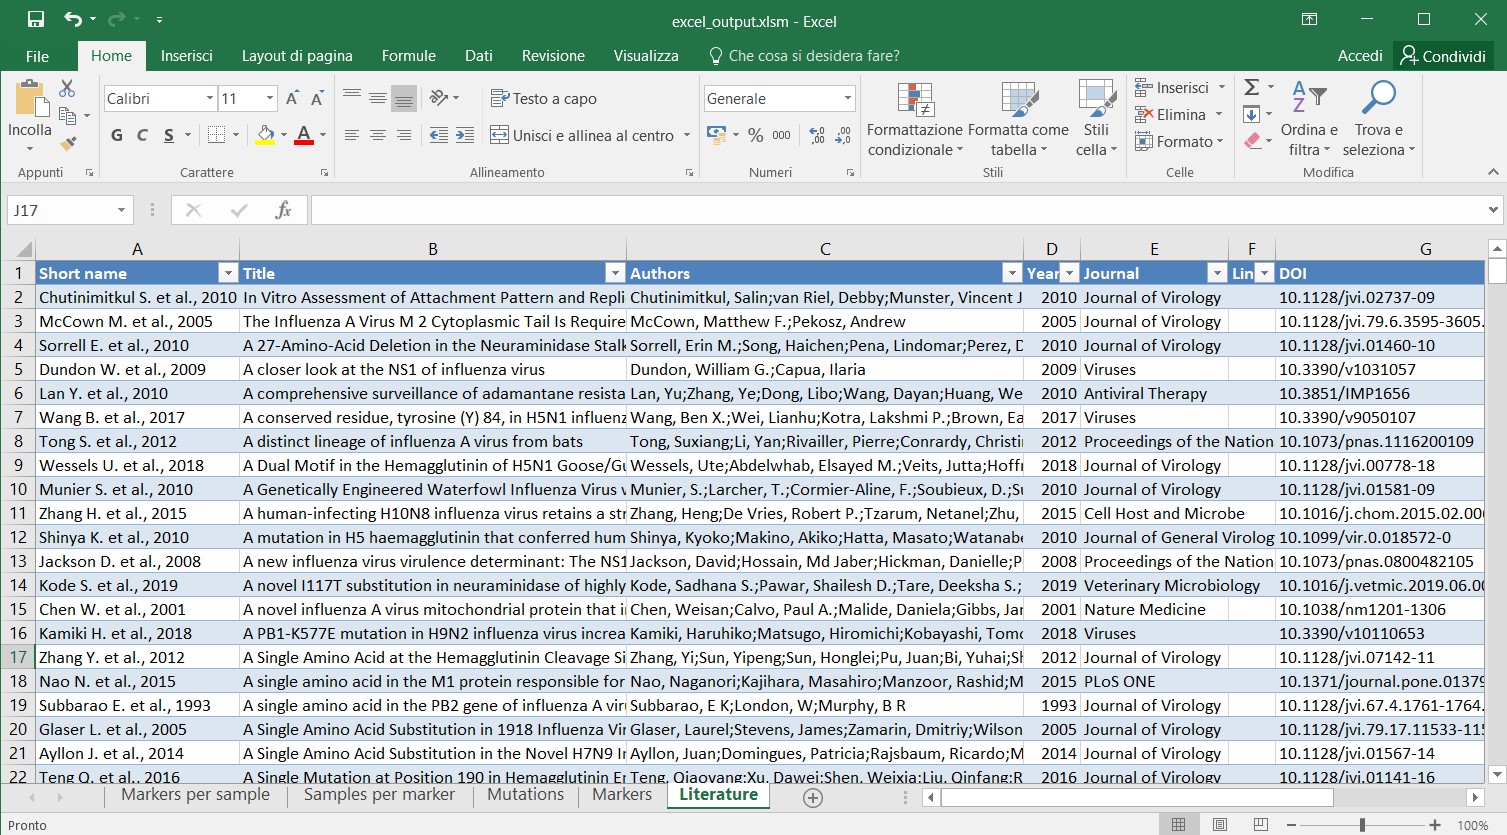 excel_output.xlsm - Excel
File Home Inserisci Layout di pagina Formule Dati Revisione Visualizza Che cosa si desidera fare? Accedi Condividi
Incolla Calibri 11 A A Testo a capo Generale Inserisci
G C S A Unisci e allinea al centro % 000 Formattazione condizionale Formatta come tabella Stili cella Elimina Formato Ordina e filtra Trova e seleziona
Appunti Carattere Allineamento Numeri Stili Celle Modifica
J17 fx
A B C D E F G
1 Short name Title Authors Year Journal Lin DOI
2 Chutinimitkul S. et al., 2010 In Vitro Assessment of Attachment Pattern and Repli Chutinimitkul, Salin;van Riel, Debby;Munster, Vincent J 2010 Journal of Virology 10.1128/jvi.02737-09
3 McCown M. et al., 2005 The Influenza A Virus M 2 Cytoplasmic Tail Is Require McCown, Matthew F.;Pekosz, Andrew 2005 Journal of Virology 10.1128/jvi.79.6.3595-3605.
4 Sorrell E. et al., 2010 A 27-Amino-Acid Deletion in the Neuraminidase Stalk Sorrell, Erin M.;Song, Haichen;Pena, Lindomar;Perez, D 2010 Journal of Virology 10.1128/jvi.01460-10
5 Dundon W. et al., 2009 A closer look at the NS1 of influenza virus Dundon, William G.;Capua, Ilaria 2009 Viruses 10.3390/v1031057
6 Lan Y. et al., 2010 A comprehensive surveillance of adamantane resista Lan, Yu;Zhang, Ye;Dong, Libo;Wang, Dayan;Huang, We 2010 Antiviral Therapy 10.3851/IMP1656
7 Wang B. et al., 2017 A conserved residue, tyrosine (Y) 84, in H5N1 influenz Wang, Ben X.;Wei, Lianhu;Kotra, Lakshmi P.;Brown, Ea 2017 Viruses 10.3390/v9050107
8 Tong S. et al., 2012 A distinct lineage of influenza A virus from bats Tong, Suxiang;Li, Yan;Rivailler, Pierre;Conrardy, Christi 2012 Proceedings of the Nation 10.1073/pnas.1116200109
9 Wessels U. et al., 2018 A Dual Motif in the Hemagglutinin of H5N1 Goose/Gu Wessels, Ute;Abdelwhab, Elsayed M.;Veits, Jutta;Hoff 2018 Journal of Virology 10.1128/jvi.00778-18
10 Munier S. et al., 2010 A Genetically Engineered Waterfowl Influenza Virus Munier, S.;Larcher, T.;Cormier-Aline, F.;Soubieux, D.;Su 2010 Journal of Virology 10.1128/jvi.01581-09
11 Zhang H. et al., 2015 A human-infecting H10N8 influenza virus retains a str Zhang, Heng;De Vries, Robert P.;Tzarum, Netanel;Zhu, 2015 Cell Host and Microbe 10.1016/j.chom.2015.02.00
12 Shinya K. et al., 2010 A mutation in H5 haemagglutinin that conferred hum Shinya, Kyoko;Makino, Akiko;Hatta, Masato;Watanabe 2010 Journal of General Virolog 10.1099/vir.0.018572-0
13 Jackson D. et al., 2008 A new influenza virus virulence determinant: The NS1 Jackson, David;Hossain, Md Jaber;Hickman, Danielle;P 2008 Proceedings of the Nation 10.1073/pnas.0800482105
14 Kode S. et al., 2019 A novel I117T substitution in neuraminidase of highly Kode, Sadhana S.;Pawar, Shailesh D.;Tare, Deeksha S.; 2019 Veterinary Microbiology 10.1016/j.vetmic.2019.06.0
15 Chen W. et al., 2001 A novel influenza A virus mitochondrial protein that i Chen, Weisan;Calvo, Paul A.;Malide, Daniela;Gibbs, Jar 2001 Nature Medicine 10.1038/nm1201-1306
16 Kamiki H. et al., 2018 A PB1-K577E mutation in H9N2 influenza virus increa Kamiki, Haruhiko;Matsugo, Hiromichi;Kobayashi, Tomo 2018 Viruses 10.3390/v10110653
17 Zhang Y. et al., 2012 A Single Amino Acid at the Hemagglutinin Cleavage Si Zhang, Yi;Sun, Yipeng;Sun, Honglei;Pu, Juan;Bi, Yuhai;Sh 2012 Journal of Virology 10.1128/jvi.07142-11
18 Nao N. et al., 2015 A single amino acid in the M1 protein responsible for Nao, Naganori;Kajihara, Masahiro;Manzoor, Rashid;M 2015 PLoS ONE 10.1371/journal.pone.01379
19 Subbarao E. et al., 1993 A single amino acid in the PB2 gene of influenza A vir Subbarao, E K;London, W;Murphy, B R 1993 Journal of Virology 10.1128/jvi.67.4.1761-1764.
20 Glaser L. et al., 2005 A Single Amino Acid Substitution in 1918 Influenza Vir Glaser, Laurel;Stevens, James;Zamarin, Dmitriy;Wilson 2005 Journal of Virology 10.1128/jvi.79.17.11533-115
21 Ayllon J. et al., 2014 A Single Amino Acid Substitution in the Novel H7N9 I Ayllon, Juan;Domingues, Patricia;Rajsbaum, Ricardo;M 2014 Journal of Virology 10.1128/jvi.01567-14
22 Teng Q. et al., 2016 A Single Mutation at Position 190 in Hemagglutinin E Teng, Qiaoyang;Xu, Dawei;Shen, Weixia;Liu, Qinfang;R 2016 Journal of Virology 10.1128/jvi.01141-16
Markers per sample Samples per marker Mutations Markers Literature
Pronto 100%